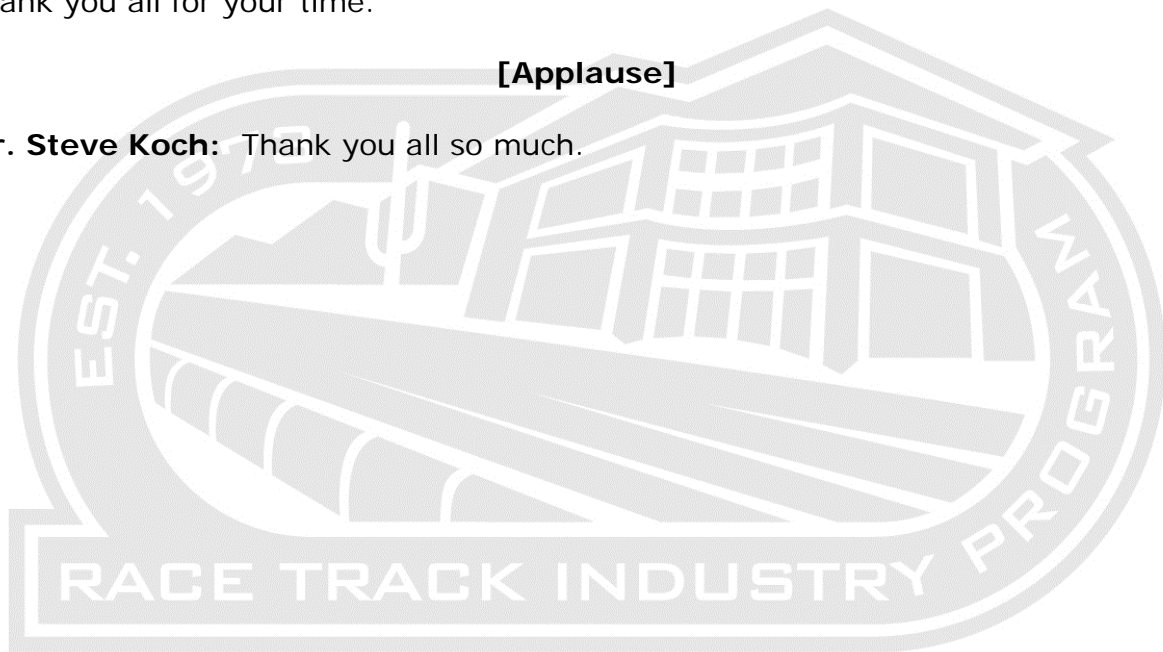 ank you all for your time.
[Applause]
r. Steve Koch: Thank you all so much.
EST. 1973
RACE TRACK INDUSTRY PROGRAM